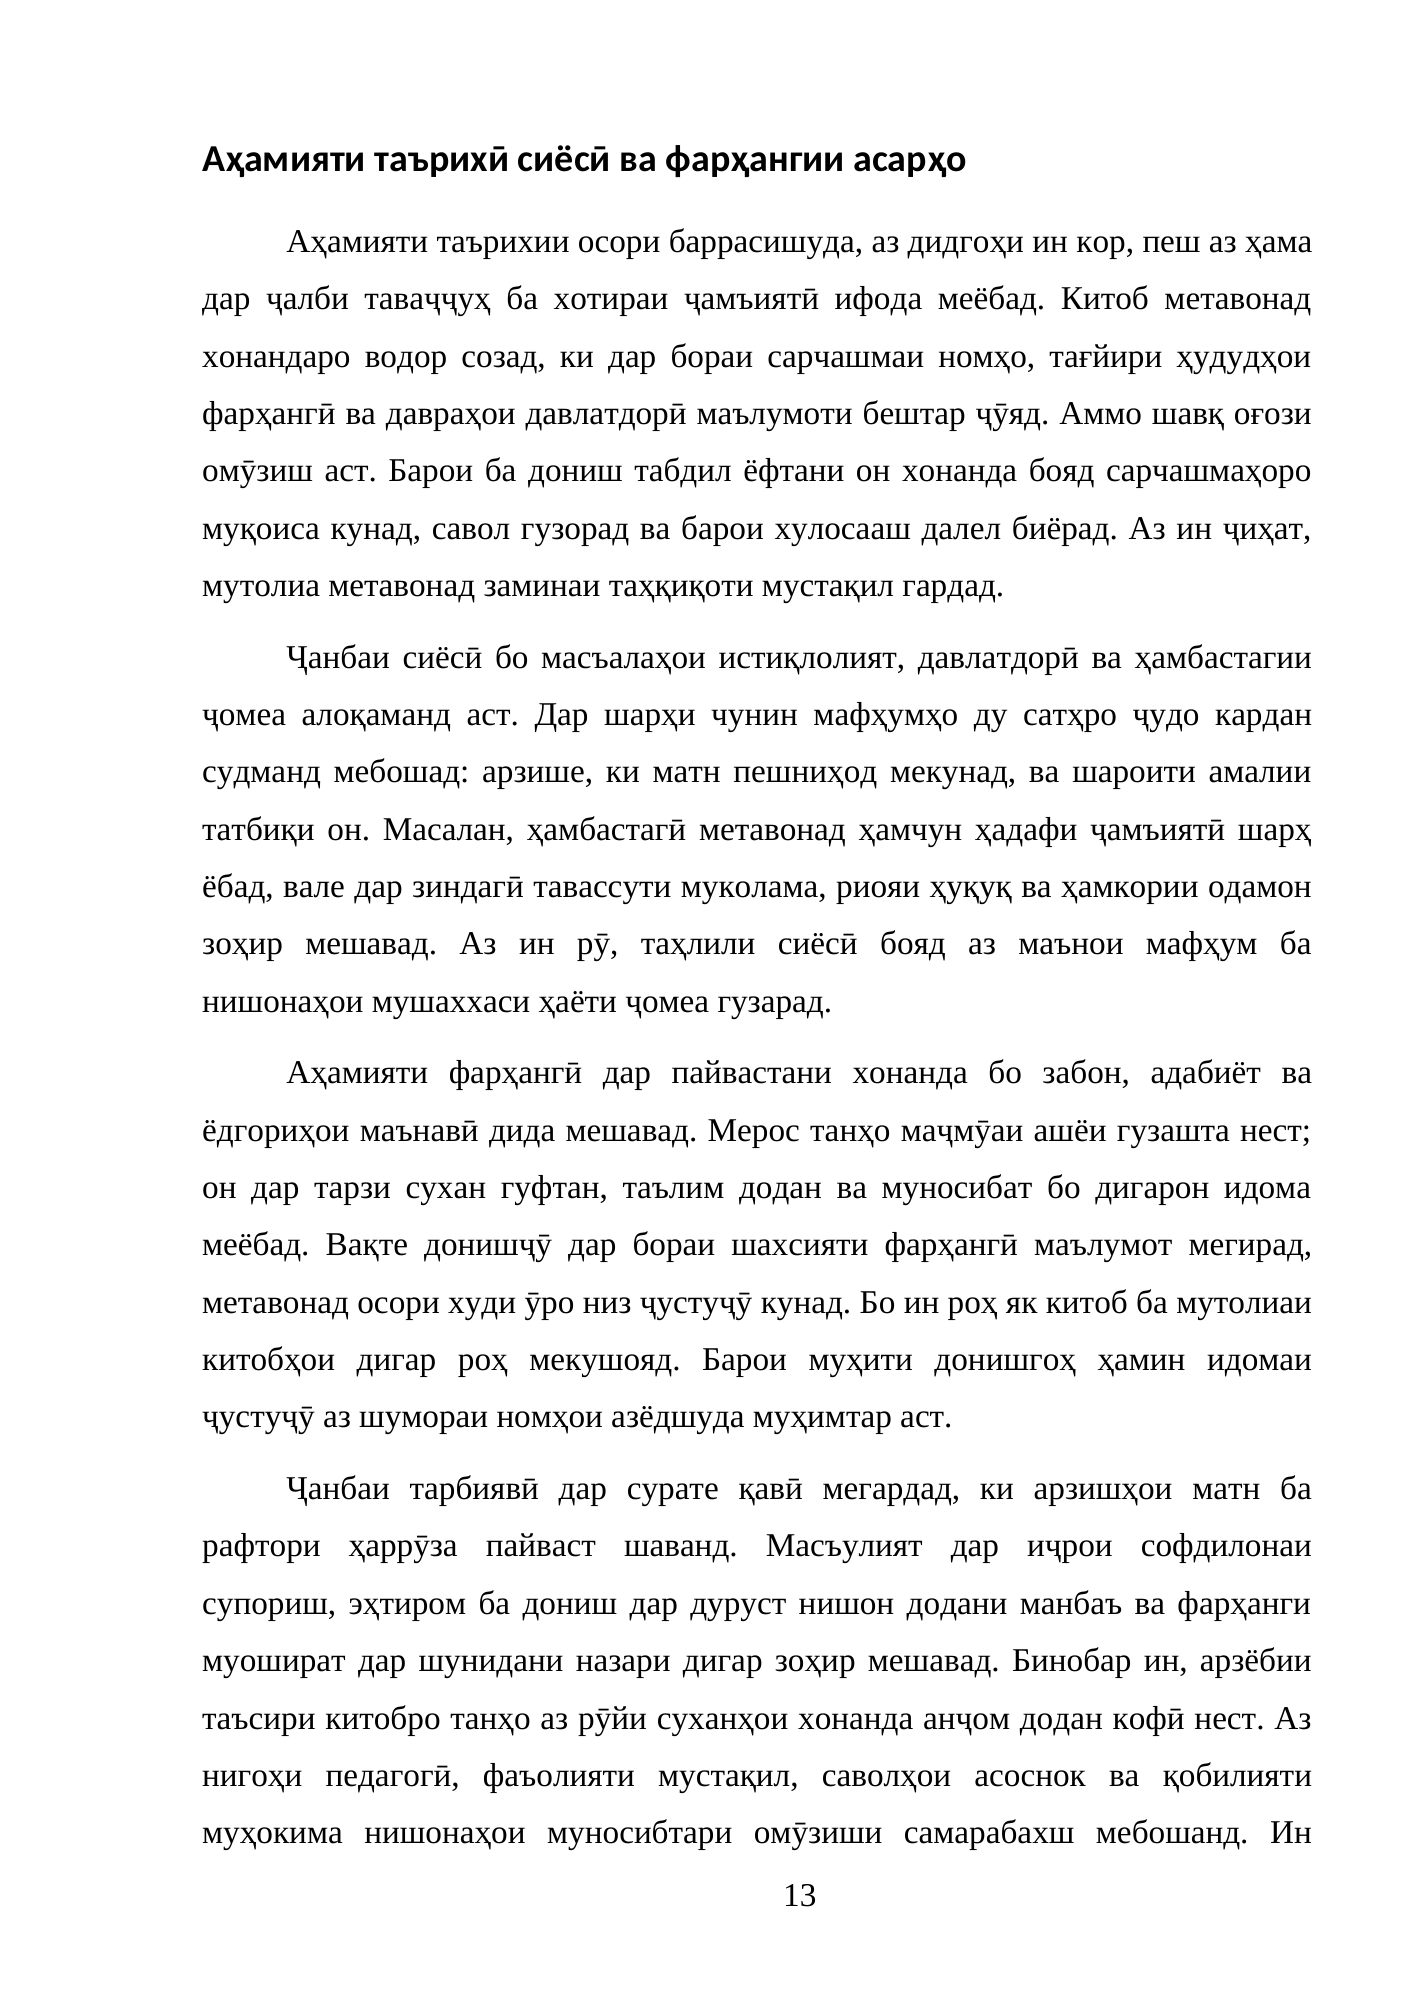 Аҳамияти таърихӣ сиёсӣ ва фарҳангии асарҳо
Аҳамияти таърихии осори баррасишуда, аз дидгоҳи ин кор, пеш аз ҳама
дар ҷалби таваҷҷуҳ ба хотираи ҷамъиятӣ ифода меёбад. Китоб метавонад
хонандаро водор созад, ки дар бораи сарчашмаи номҳо, тағйири ҳудудҳои
фарҳангӣ ва давраҳои давлатдорӣ маълумоти бештар ҷӯяд. Аммо шавқ оғози
омӯзиш аст. Барои ба дониш табдил ёфтани он хонанда бояд сарчашмаҳоро
муқоиса кунад, савол гузорад ва барои хулосааш далел биёрад. Аз ин ҷиҳат,
мутолиа метавонад заминаи таҳқиқоти мустақил гардад.
Ҷанбаи сиёсӣ бо масъалаҳои истиқлолият, давлатдорӣ ва ҳамбастагии
ҷомеа алоқаманд аст. Дар шарҳи чунин мафҳумҳо ду сатҳро ҷудо кардан
судманд мебошад: арзише, ки матн пешниҳод мекунад, ва шароити амалии
татбиқи он. Масалан, ҳамбастагӣ метавонад ҳамчун ҳадафи ҷамъиятӣ шарҳ
ёбад, вале дар зиндагӣ тавассути муколама, риояи ҳуқуқ ва ҳамкории одамон
зоҳир мешавад. Аз ин рӯ, таҳлили сиёсӣ бояд аз маънои мафҳум ба
нишонаҳои мушаххаси ҳаёти ҷомеа гузарад.
Аҳамияти фарҳангӣ дар пайвастани хонанда бо забон, адабиёт ва
ёдгориҳои маънавӣ дида мешавад. Мерос танҳо маҷмӯаи ашёи гузашта нест;
он дар тарзи сухан гуфтан, таълим додан ва муносибат бо дигарон идома
меёбад. Вақте донишҷӯ дар бораи шахсияти фарҳангӣ маълумот мегирад,
метавонад осори худи ӯро низ ҷустуҷӯ кунад. Бо ин роҳ як китоб ба мутолиаи
китобҳои дигар роҳ мекушояд. Барои муҳити донишгоҳ ҳамин идомаи
ҷустуҷӯ аз шумораи номҳои азёдшуда муҳимтар аст.
Ҷанбаи тарбиявӣ дар сурате қавӣ мегардад, ки арзишҳои матн ба
рафтори ҳаррӯза пайваст шаванд. Масъулият дар иҷрои софдилонаи
супориш, эҳтиром ба дониш дар дуруст нишон додани манбаъ ва фарҳанги
муошират дар шунидани назари дигар зоҳир мешавад. Бинобар ин, арзёбии
таъсири китобро танҳо аз рӯйи суханҳои хонанда анҷом додан кофӣ нест. Аз
нигоҳи педагогӣ, фаъолияти мустақил, саволҳои асоснок ва қобилияти
муҳокима нишонаҳои муносибтари омӯзиши самарабахш мебошанд. Ин
13